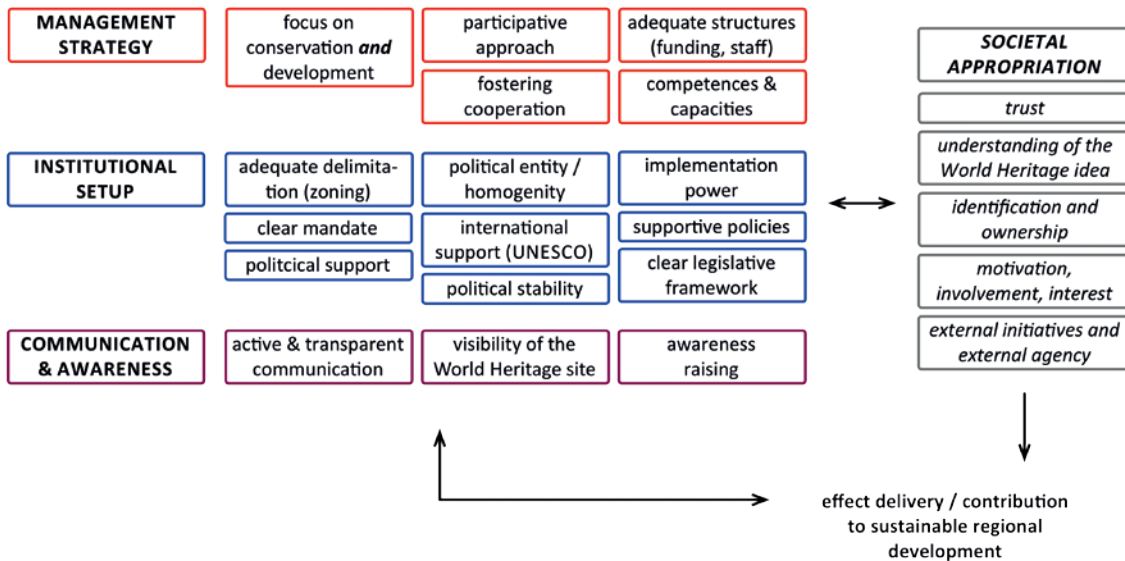 MANAGEMENT
STRATEGY
focus on
conservation and
development
participative
approach
adequate structures
(funding, staff)
fostering
cooperation
competences &
capacities
INSTITUTIONAL
SETUP
adequate delimita-
tion (zoning)
political entity /
homogenity
implementation
power
clear mandate
international
support (UNESCO)
supportive policies
politcical support
political stability
clear legislative
framework
COMMUNICATION
& AWARENESS
active & transparent
communication
visibility of the
World Heritage site
awareness
raising
SOCIETAL
APPROPRIATION
trust
understanding of the
World Heritage idea
identification and
ownership
motivation,
involvement, interest
external initiatives and
external agency
effect delivery / contribution
to sustainable regional
development